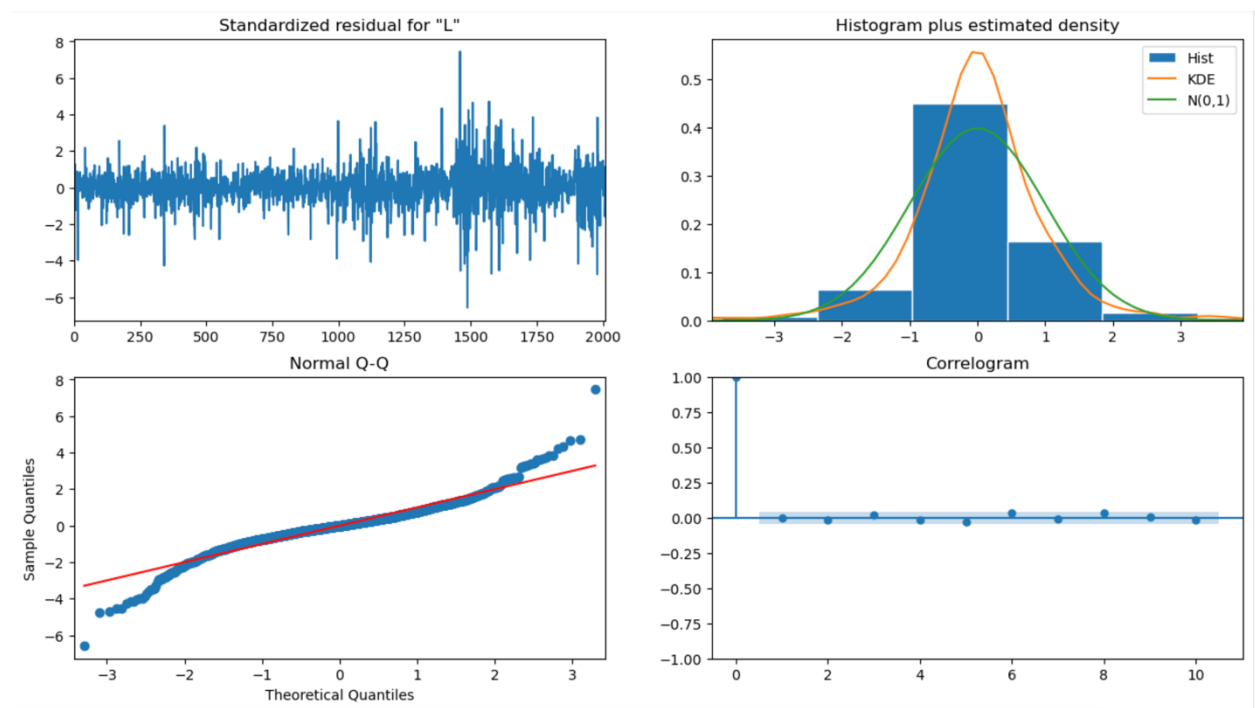 Standardized residual for "L"
8
6
4
2
0
−2
−4
−6
0 250 500 750 1000 1250 1500 1750 2000
Histogram plus estimated density
Hist
KDE
N(0,1)
0.5
0.4
0.3
0.2
0.1
0.0
−3 −2 −1 0 1 2 3
Normal Q-Q
Sample Quantiles
8
6
4
2
0
−2
−4
−6
−3 −2 −1 0 1 2 3
Theoretical Quantiles
Correlogram
1.00
0.75
0.50
0.25
0.00
−0.25
−0.50
−0.75
−1.00
0 2 4 6 8 10